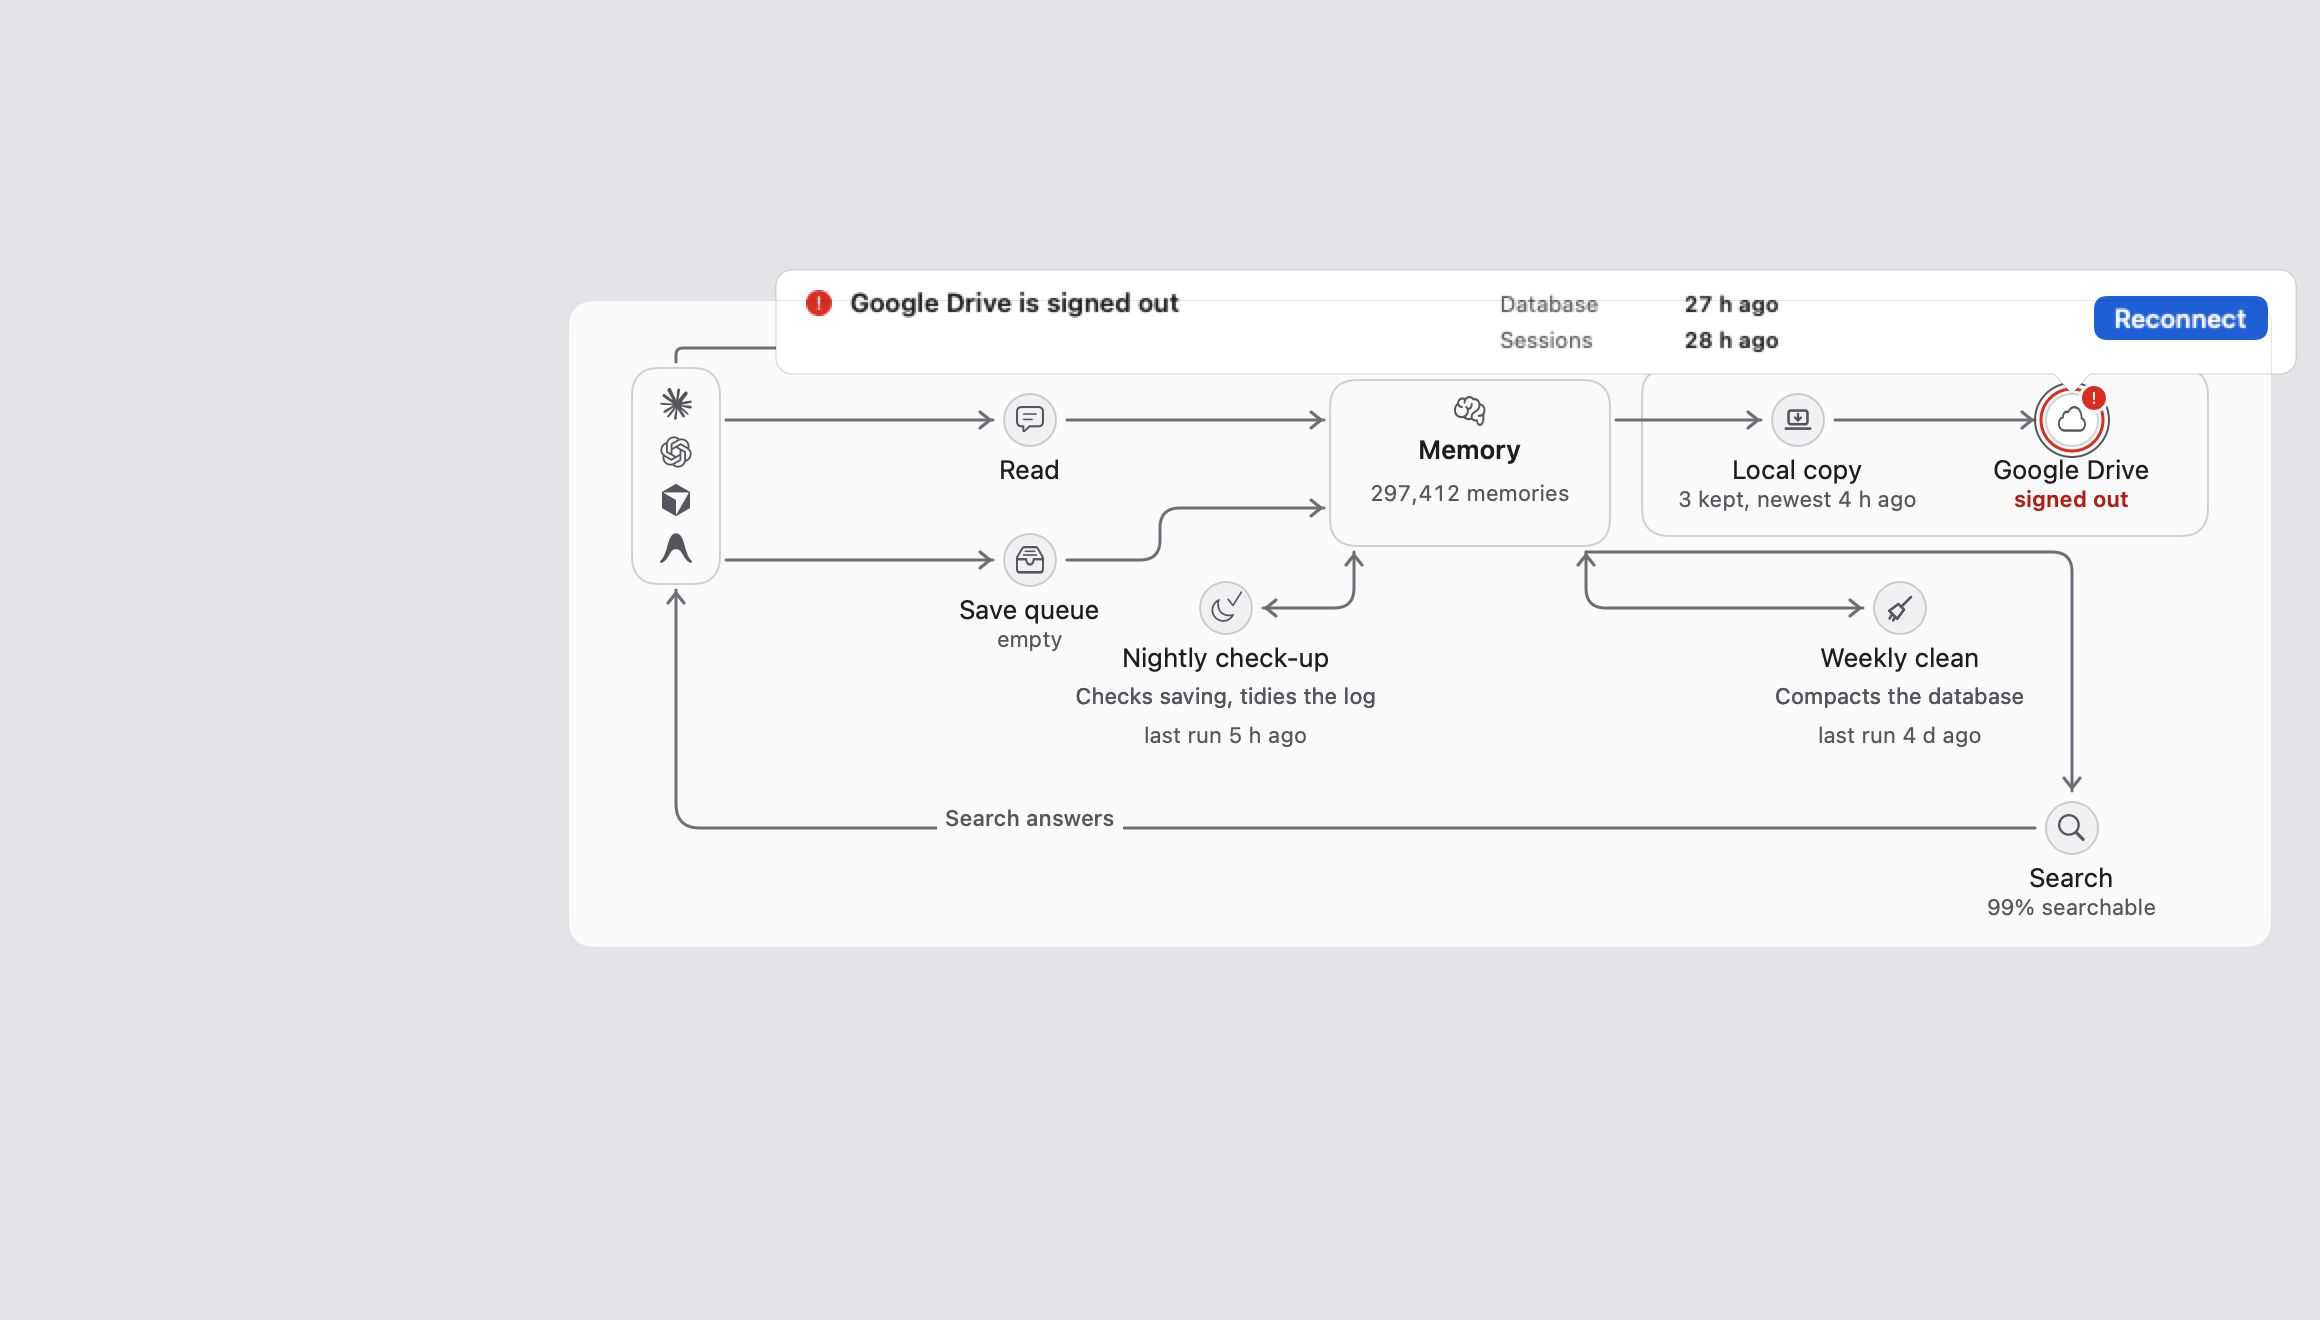 Google Drive is signed out
Database 27 h ago
Sessions 28 h ago
Reconnect
Read
Memory
297,412 memories
Local copy
3 kept, newest 4 h ago
Google Drive
signed out
Save queue
empty
Nightly check-up
Checks saving, tidies the log
last run 5 h ago
Weekly clean
Compacts the database
last run 4 d ago
Search answers
Search
99% searchable